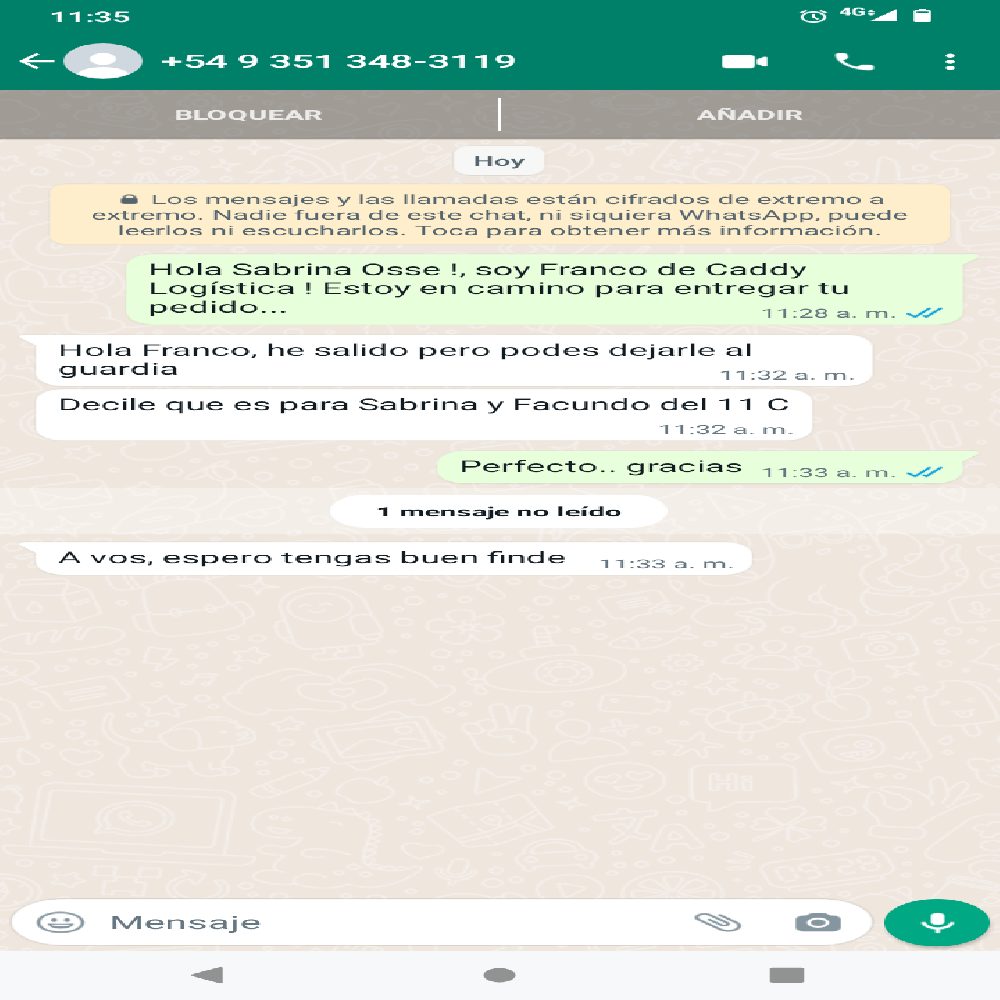 11:35
4G
+54 9 351 348-3119
BLOQUEAR
AÑADIR
Hoy
Los mensajes y las llamadas están cifrados de extremo a
extremo. Nadie fuera de este chat, ni siquiera WhatsApp, puede
leerlos ni escucharlos. Toca para obtener más información.
Hola Sabrina Osse !, soy Franco de Caddy
Logística ! Estoy en camino para entregar tu
pedido...
11:28 a. m.
Hola Franco, he salido pero podes dejarle al
guardia
11:32 a. m.
Decile que es para Sabrina y Facundo del 11 C
11:32 a. m.
Perfecto.. gracias 11:33 a. m.
1 mensaje no leído
A vos, espero tengas buen finde 11:33 a. m.
Mensaje